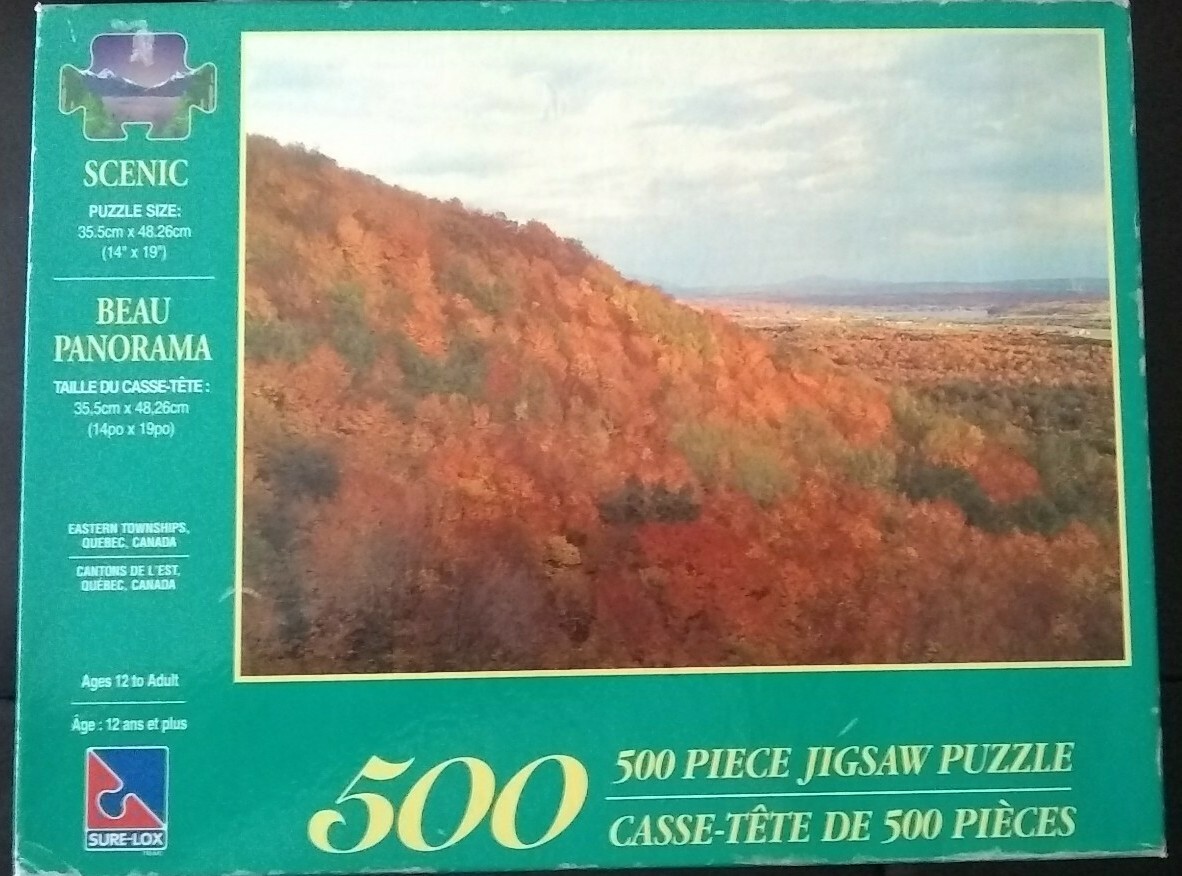 SCENIC
PUZZLE SIZE:
35.5cm x 48.26cm
(14" x 19")
BEAU
PANORAMA
TAILLE DU CASSE-TÊTE :
35,5cm x 48,26cm
(14po x 19po)
EASTERN TOWNSHIPS,
QUEBEC, CANADA
CANTONS DE L'EST,
QUÉBEC, CANADA
Ages 12 to Adult
Âge : 12 ans et plus
SURE-LOX
500
500 PIECE JIGSAW PUZZLE
CASSE-TÊTE DE 500 PIÈCES